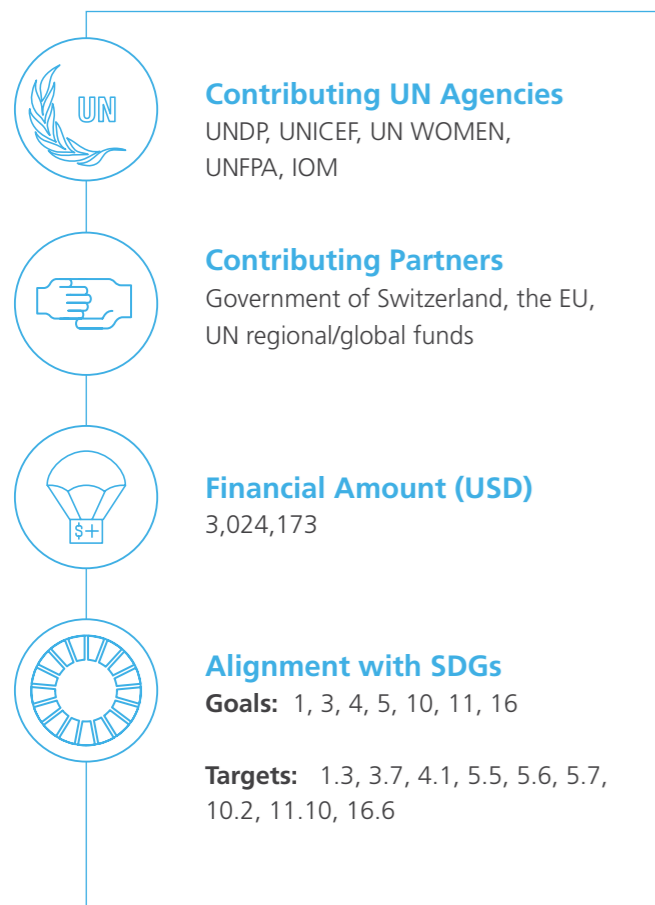 UN
Contributing UN Agencies
UNDP, UNICEF, UN WOMEN,
UNFPA, IOM
Contributing Partners
Government of Switzerland, the EU,
UN regional/global funds
$+
Financial Amount (USD)
3,024,173
Alignment with SDGs
Goals: 1, 3, 4, 5, 10, 11, 16
Targets: 1.3, 3.7, 4.1, 5.5, 5.6, 5.7,
10.2, 11.10, 16.6